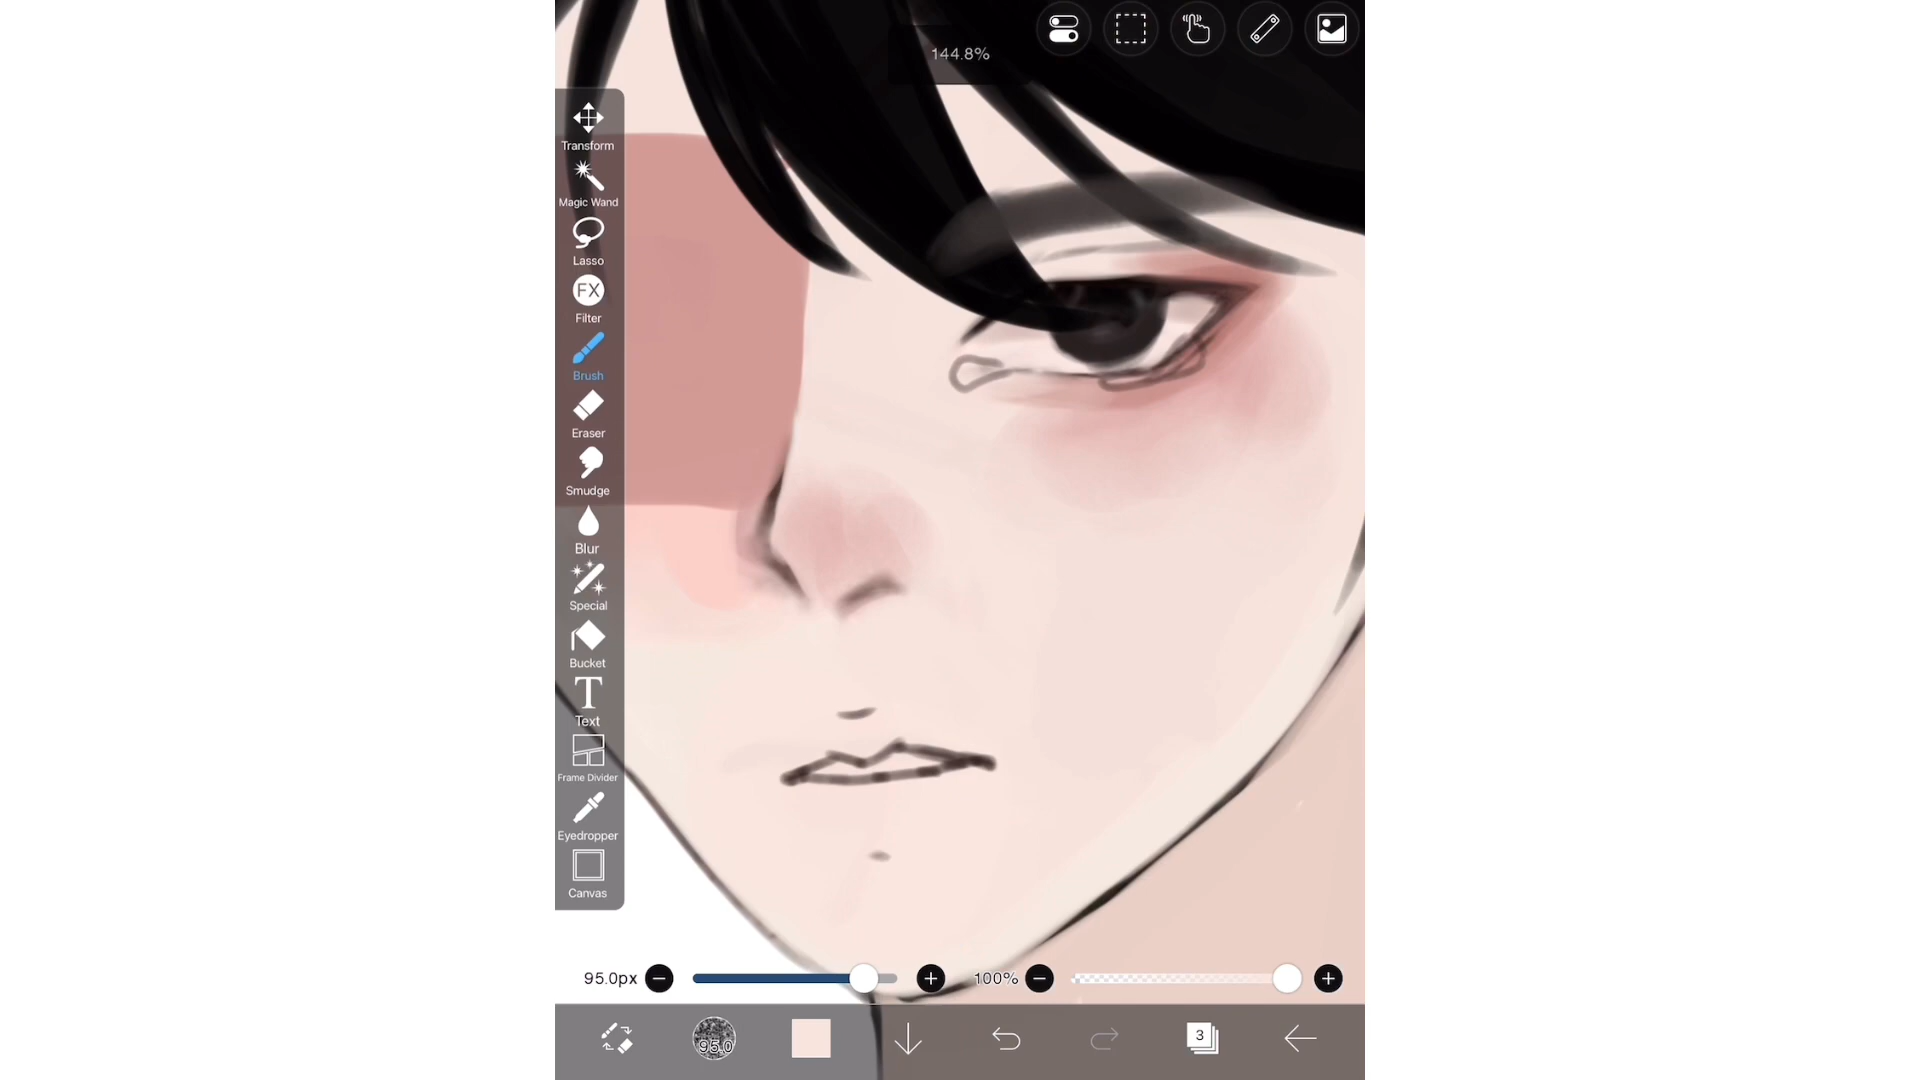 144.8%
Transform
Magic Wand
Lasso
FX
Filter
Brush
Eraser
Smudge
Blur
Special
Bucket
T
Text
Frame Divider
Eyedropper
Canvas
95.0px
100%
95.0
3